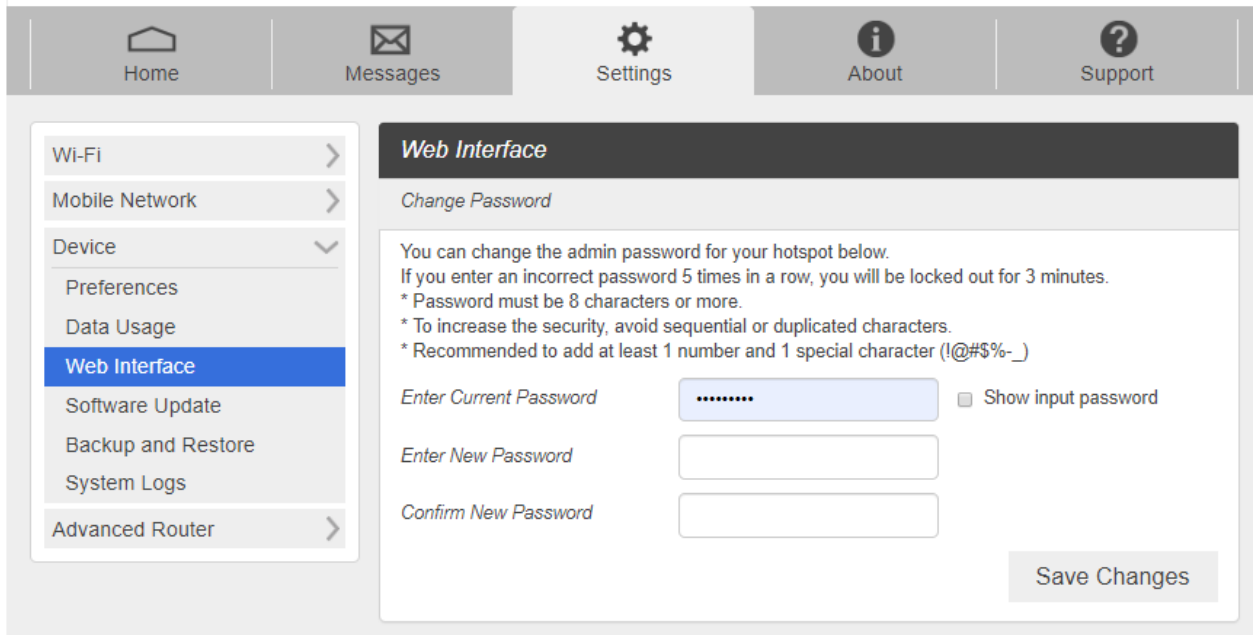 Home
Messages
Settings
About
Support
Wi-Fi
Mobile Network
Device
Preferences
Data Usage
Web Interface
Software Update
Backup and Restore
System Logs
Advanced Router
Web Interface
Change Password
You can change the admin password for your hotspot below.
If you enter an incorrect password 5 times in a row, you will be locked out for 3 minutes.
* Password must be 8 characters or more.
* To increase the security, avoid sequential or duplicated characters.
* Recommended to add at least 1 number and 1 special character (!@#$%-_)
Enter Current Password
•••••••••
Show input password
Enter New Password
Confirm New Password
Save Changes